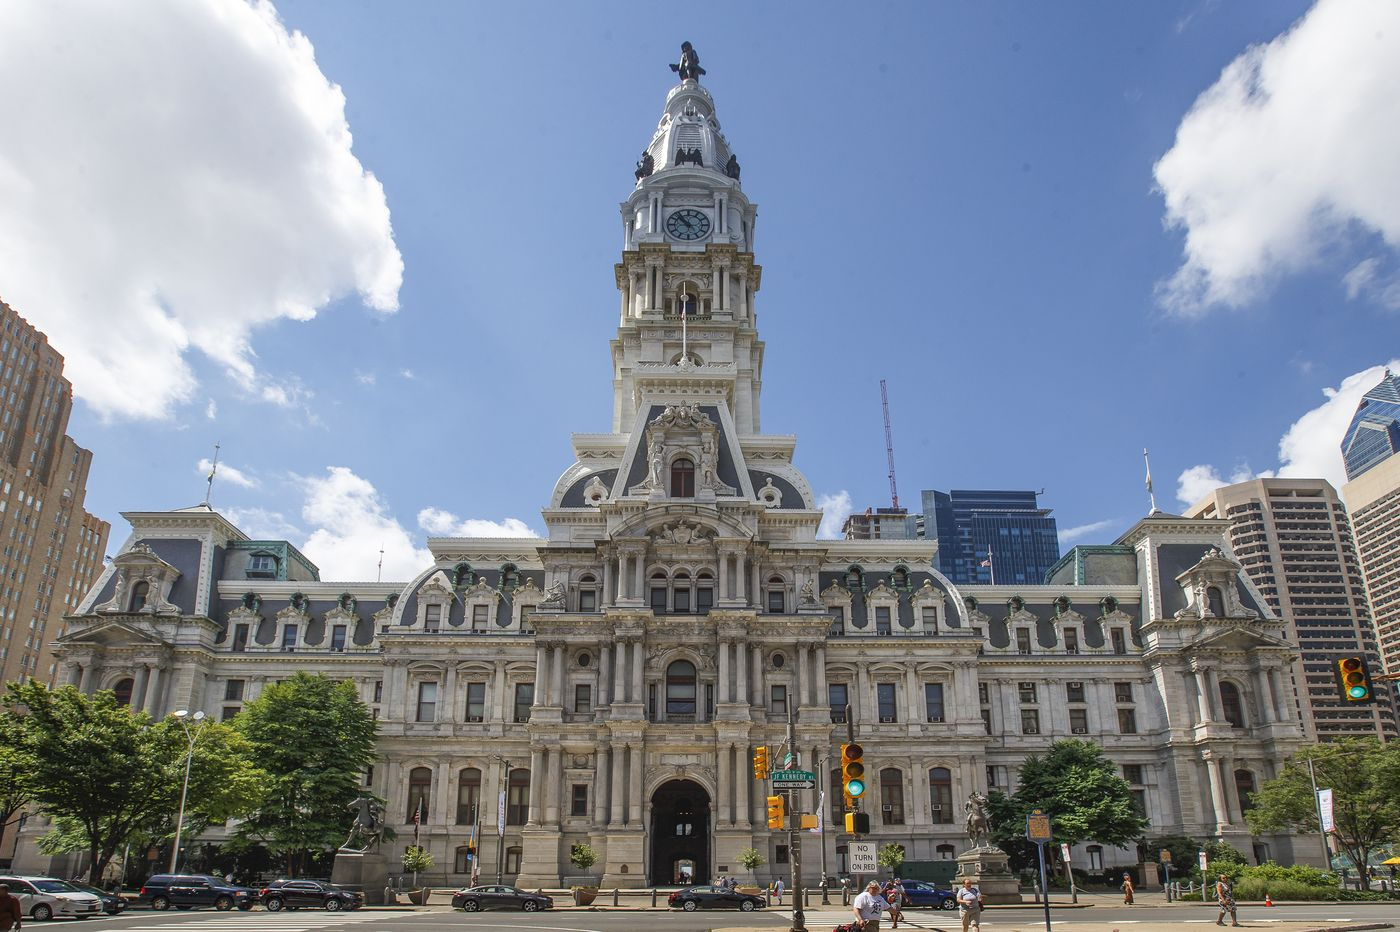 JF KENNEDY
ONE WAY
NO
TURN
ON RED